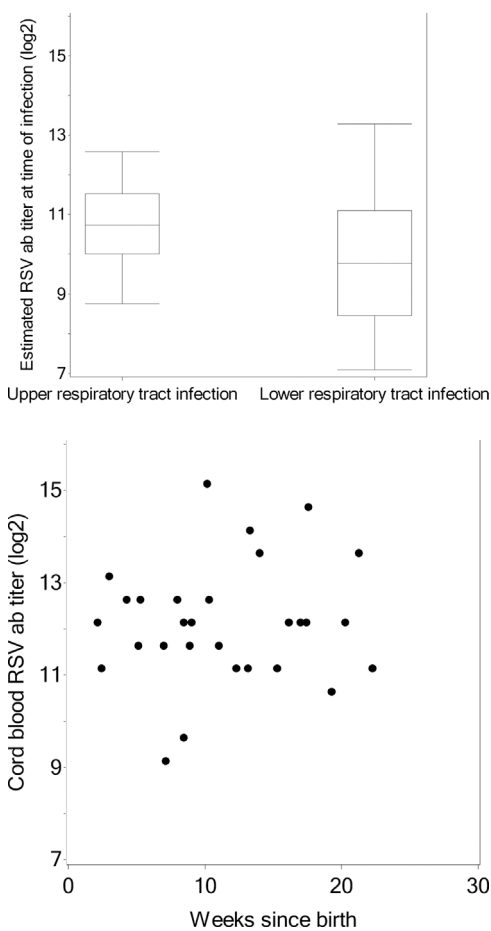 Estimated RSV ab titer at time of infection (log2)
15
13
11
9
7
Upper respiratory tract infection Lower respiratory tract infection
Cord blood RSV ab titer (log2)
15
13
11
9
7
0 10 20 30
Weeks since birth